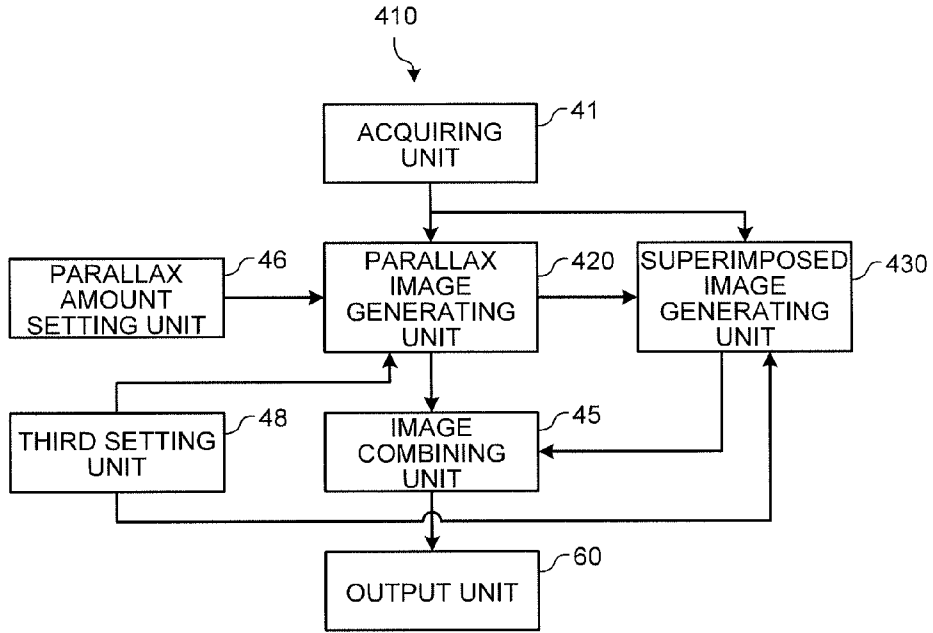 410
ACQUIRING
UNIT
41
PARALLAX
AMOUNT
SETTING UNIT
46
PARALLAX
IMAGE
GENERATING
UNIT
420
SUPERIMPOSED
IMAGE
GENERATING
UNIT
430
THIRD SETTING
UNIT
48
IMAGE
COMBINING
UNIT
45
OUTPUT UNIT
60